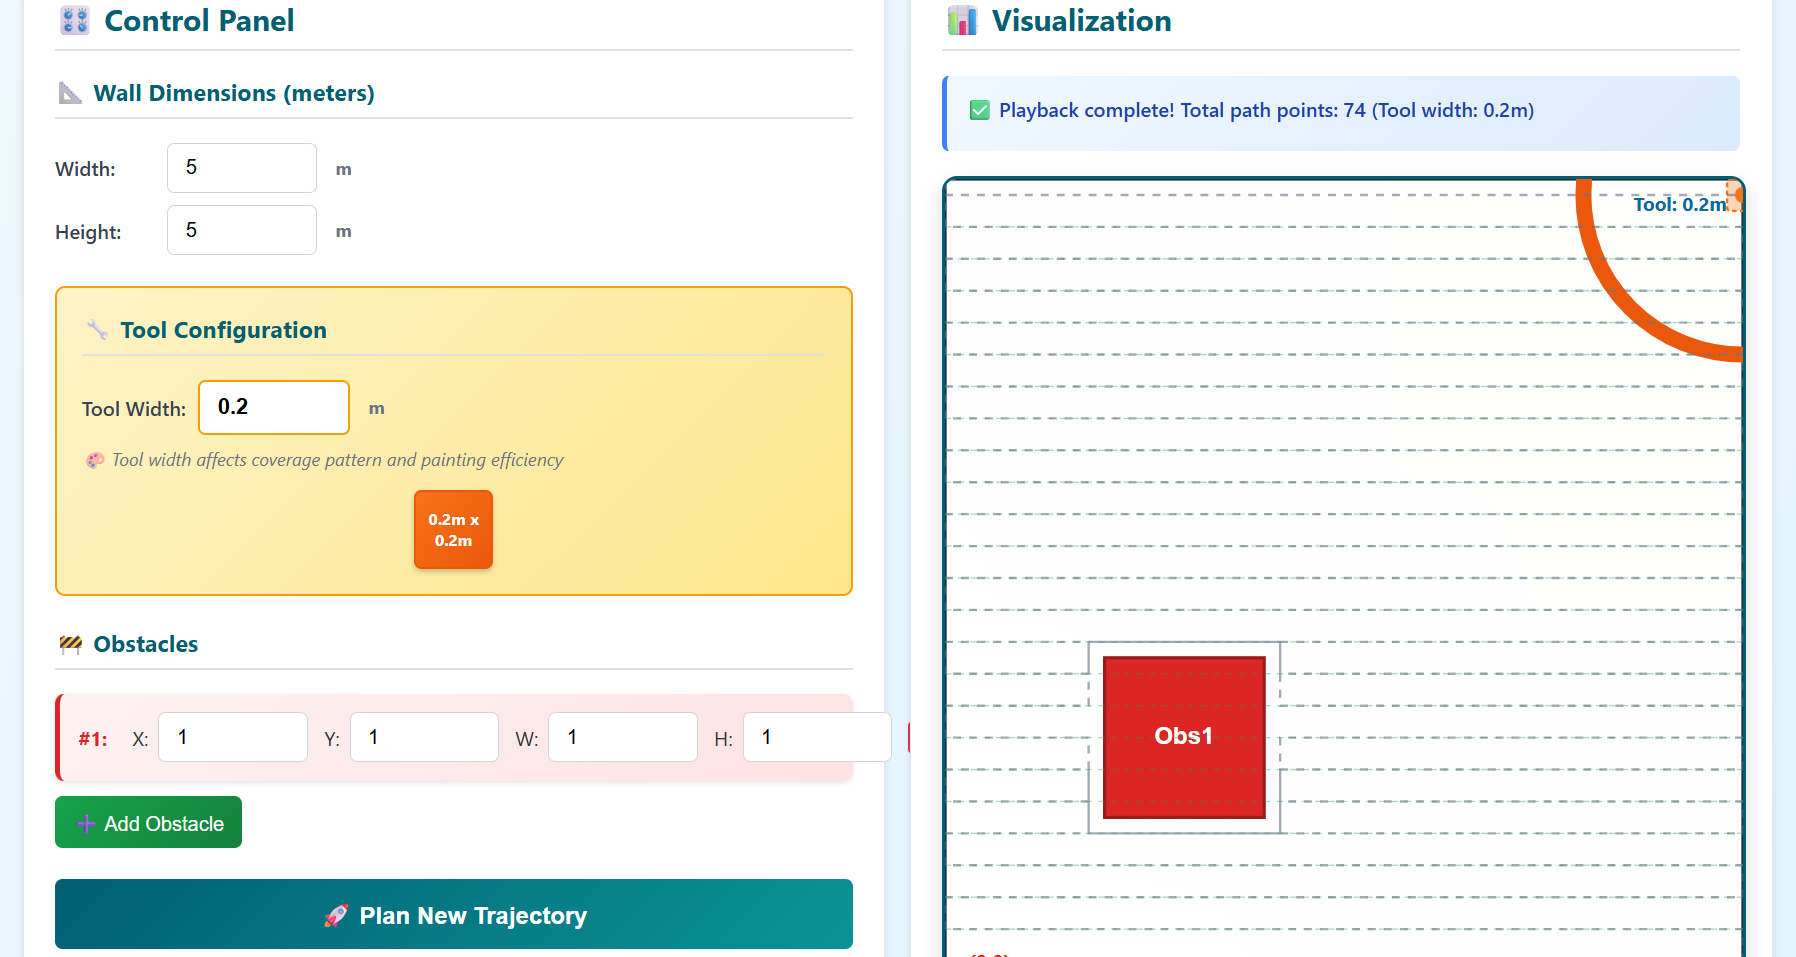 Control Panel
Wall Dimensions (meters)
Width: 5 m
Height: 5 m
Tool Configuration
Tool Width: 0.2 m
Tool width affects coverage pattern and painting efficiency
0.2m x
0.2m
Obstacles
#1: X: 1 Y: 1 W: 1 H: 1
Add Obstacle
Plan New Trajectory
Visualization
Playback complete! Total path points: 74 (Tool width: 0.2m)
Tool: 0.2m
Obs1